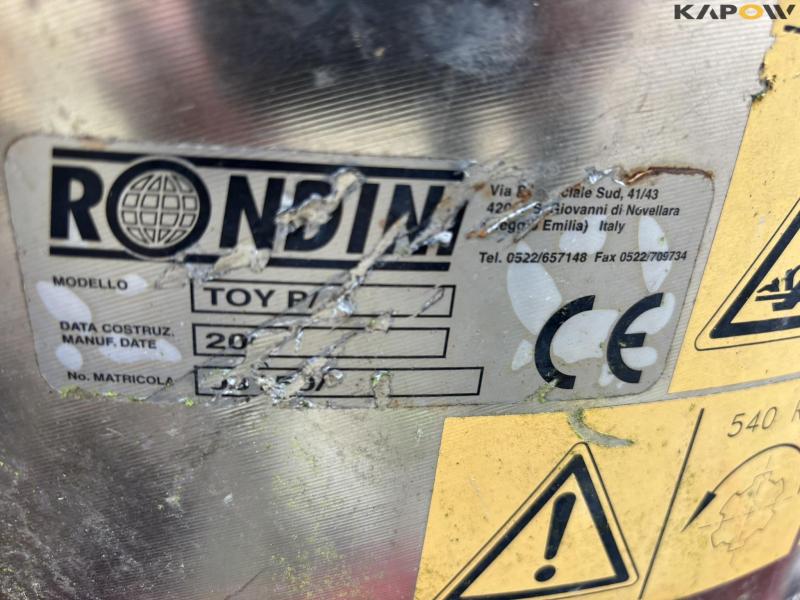 KAPOW
RONDINI
Via Sud, 41/43
Giovanni di Novellara
Emilia) Italy
Tel. 0522/657148 Fax 0522/709734
MODELLO TOY
DATA COSTRUZ.
MANUF. DATE
No. MATRICOLA
CE
540